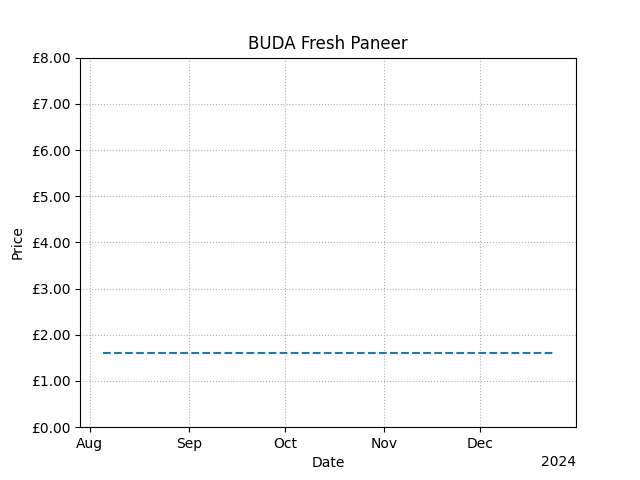 BUDA Fresh Paneer
£8.00
£7.00
£6.00
£5.00
£4.00
£3.00
£2.00
£1.00
£0.00
Price
Aug Sep Oct Nov Dec
Date
2024